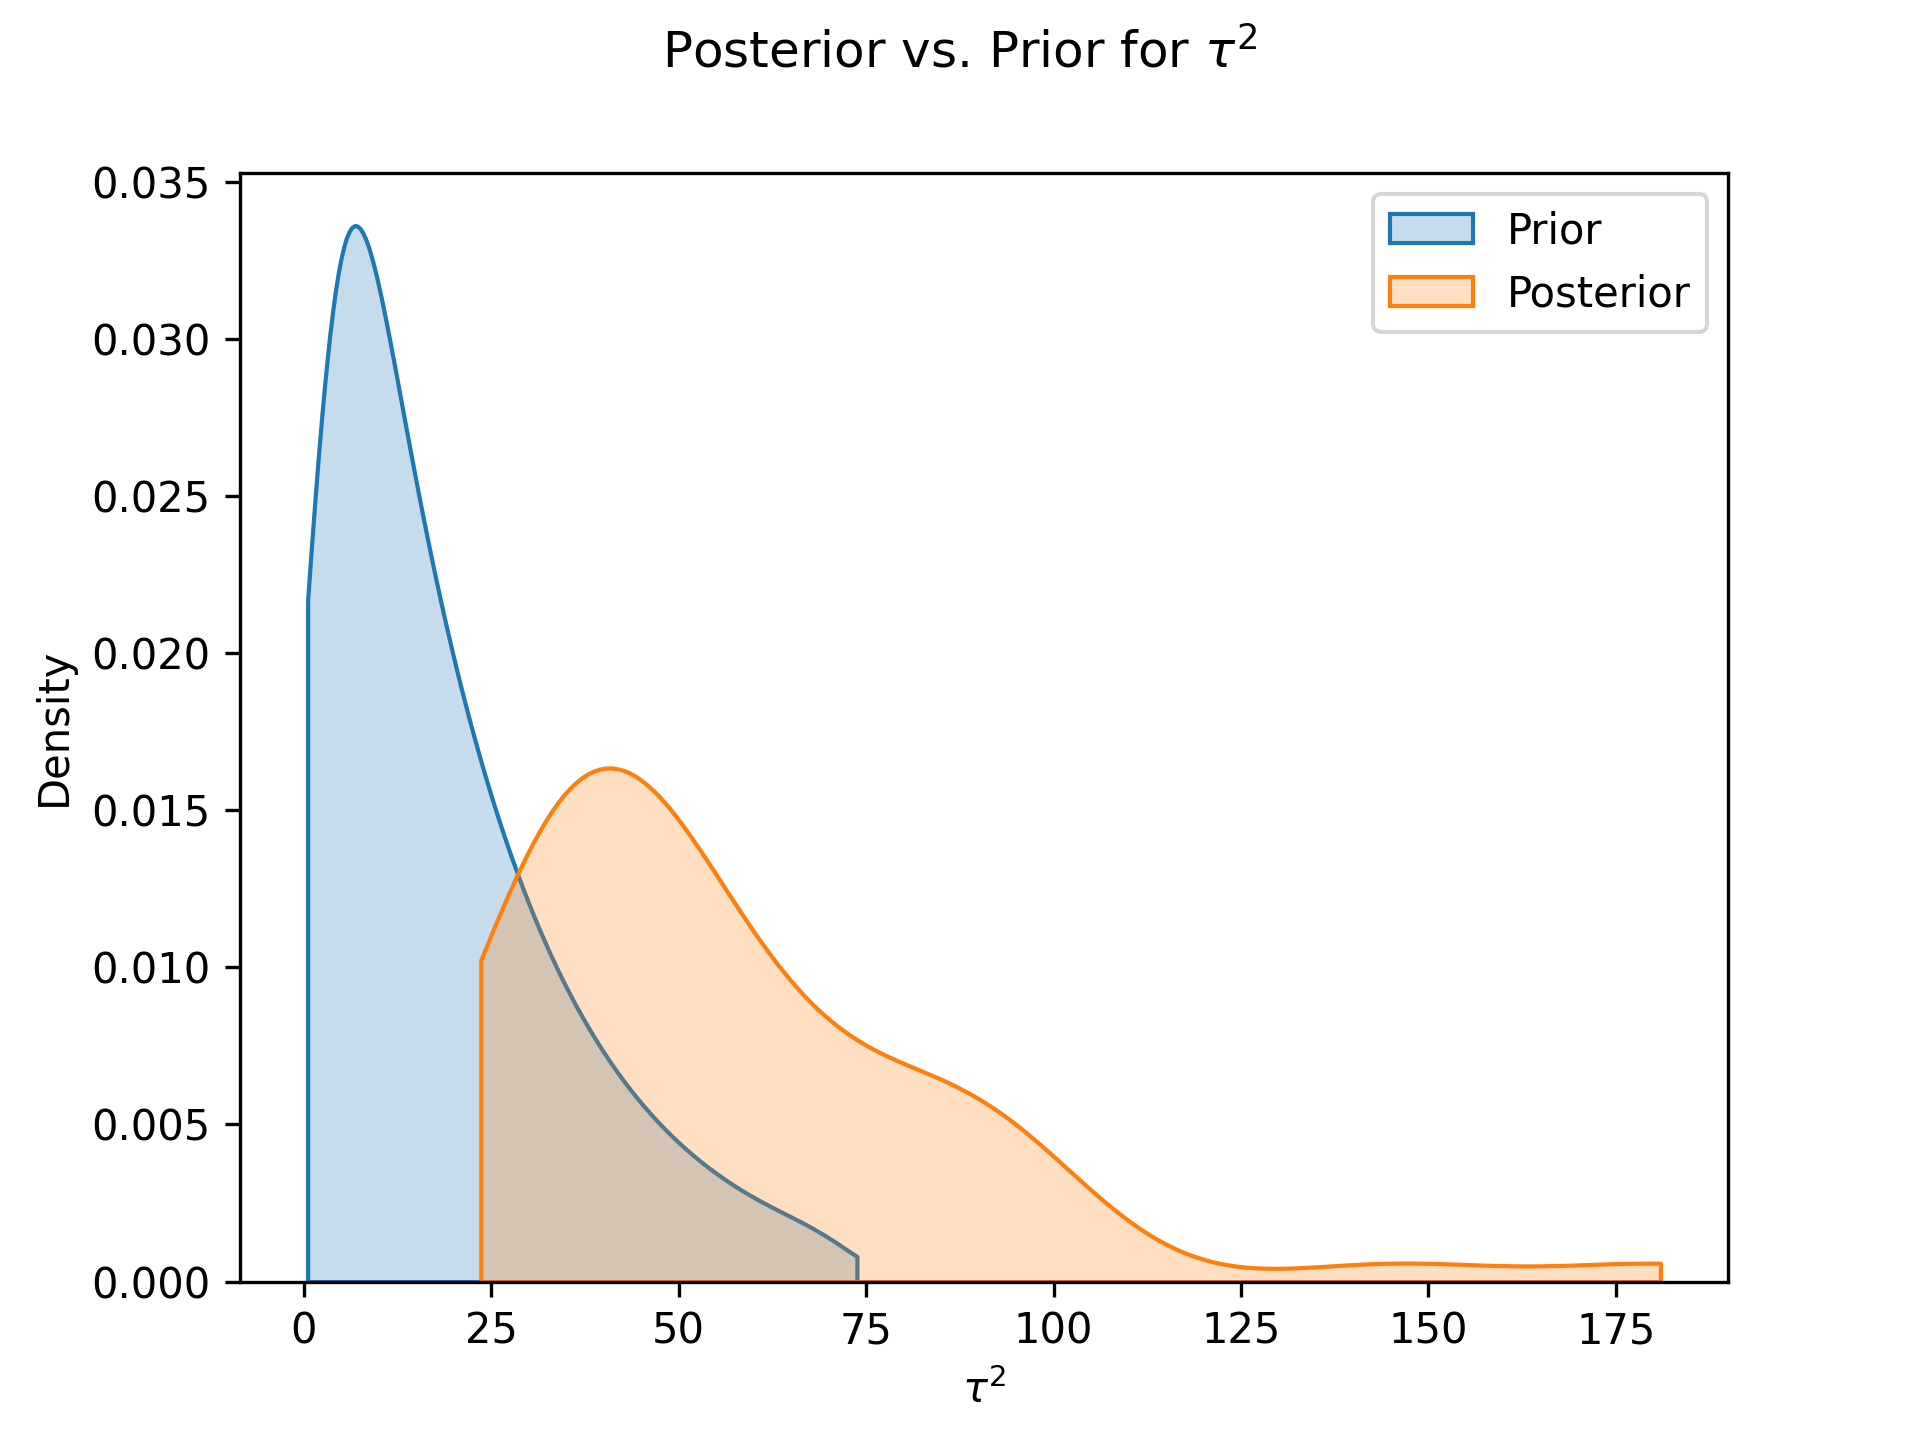 Posterior vs. Prior for τ²
Prior
Posterior
Density
0.035
0.030
0.025
0.020
0.015
0.010
0.005
0.000
0 25 50 75 100 125 150 175
τ²